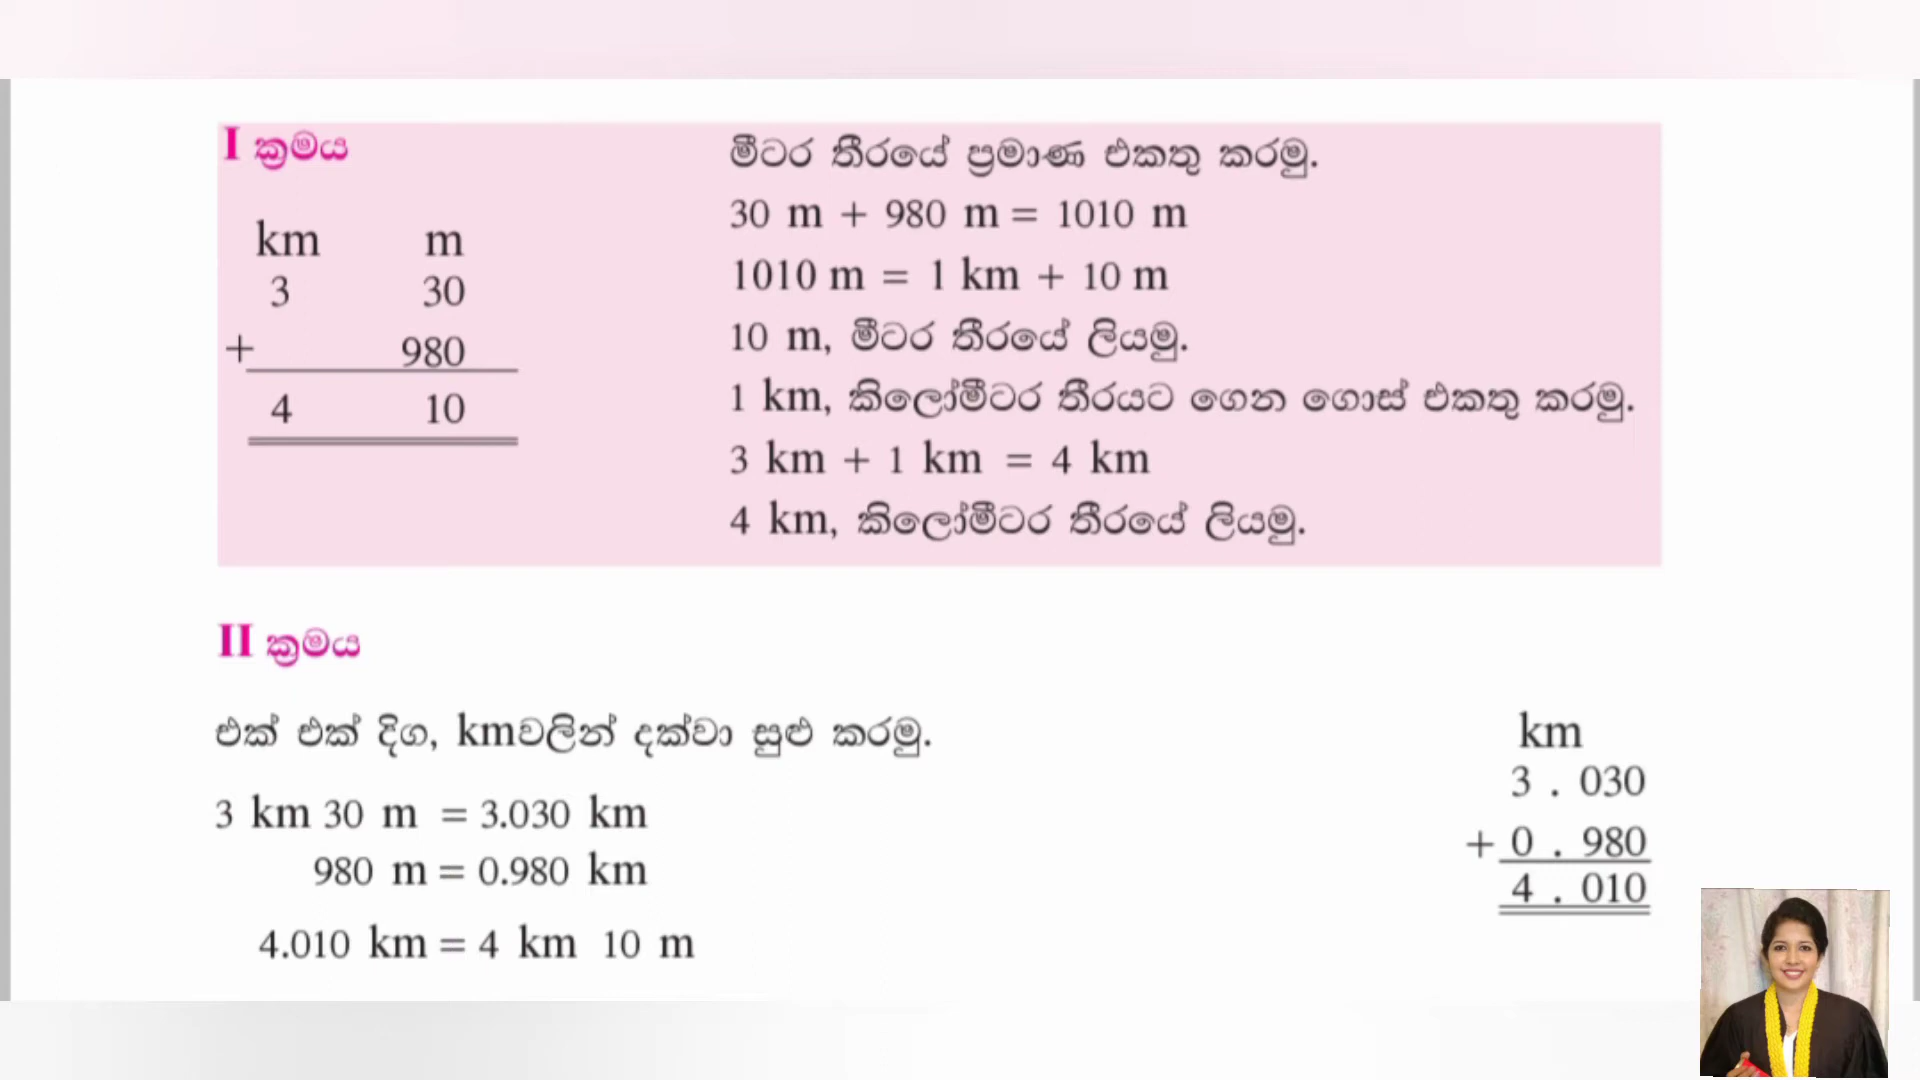 I ක්‍රමය
km m
3 30
+ 980
4 10
මීටර තීරයේ ප්‍රමාණ එකතු කරමු.
30 m + 980 m = 1010 m
1010 m = 1 km + 10 m
10 m, මීටර තීරයේ ලියමු.
1 km, කිලෝමීටර තීරයට ගෙන ගොස් එකතු කරමු.
3 km + 1 km = 4 km
4 km, කිලෝමීටර තීරයේ ලියමු.
II ක්‍රමය
එක් එක් දිග, kmවලින් දක්වා සුළු කරමු.
3 km 30 m = 3.030 km
980 m = 0.980 km
4.010 km = 4 km 10 m
km
3 . 030
+ 0 . 980
4 . 010